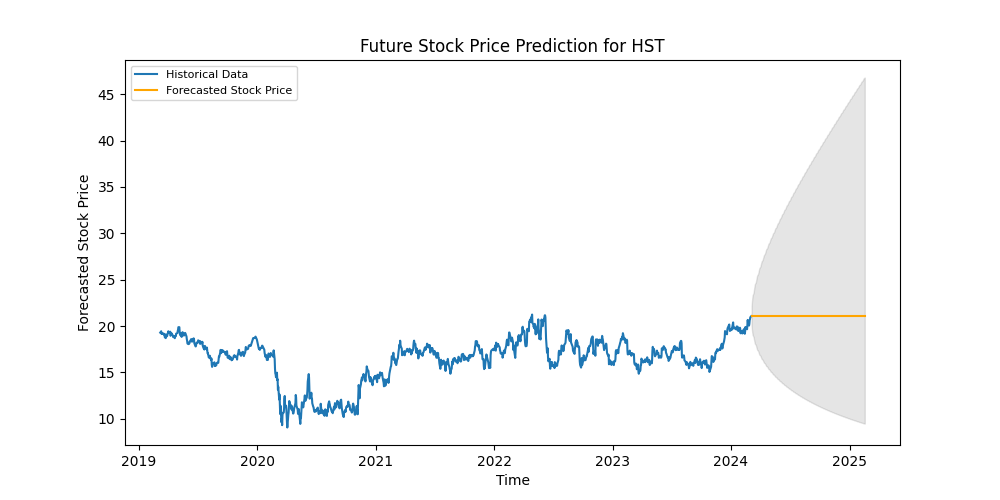 Future Stock Price Prediction for HST
Historical Data
Forecasted Stock Price
45
40
35
30
25
20
15
10
Forecasted Stock Price
2019 2020 2021 2022 2023 2024 2025
Time